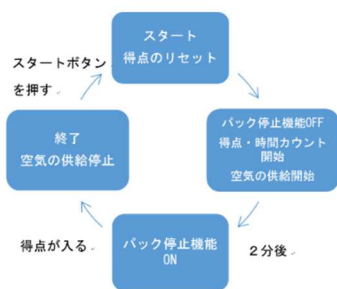 スタート
得点のリセット
スタートボタン
を押す
パック停止機能OFF
得点・時間カウント
開始
空気の供給開始
終了
空気の供給停止
得点が入る
パック停止機能
ON
2分後